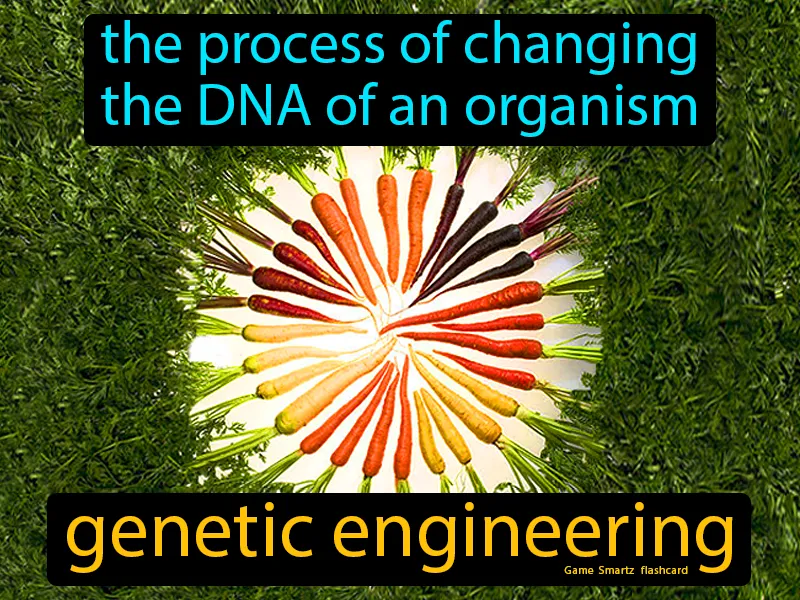 the process of changing
the DNA of an organism
genetic engineering
Game Smartz flashcard